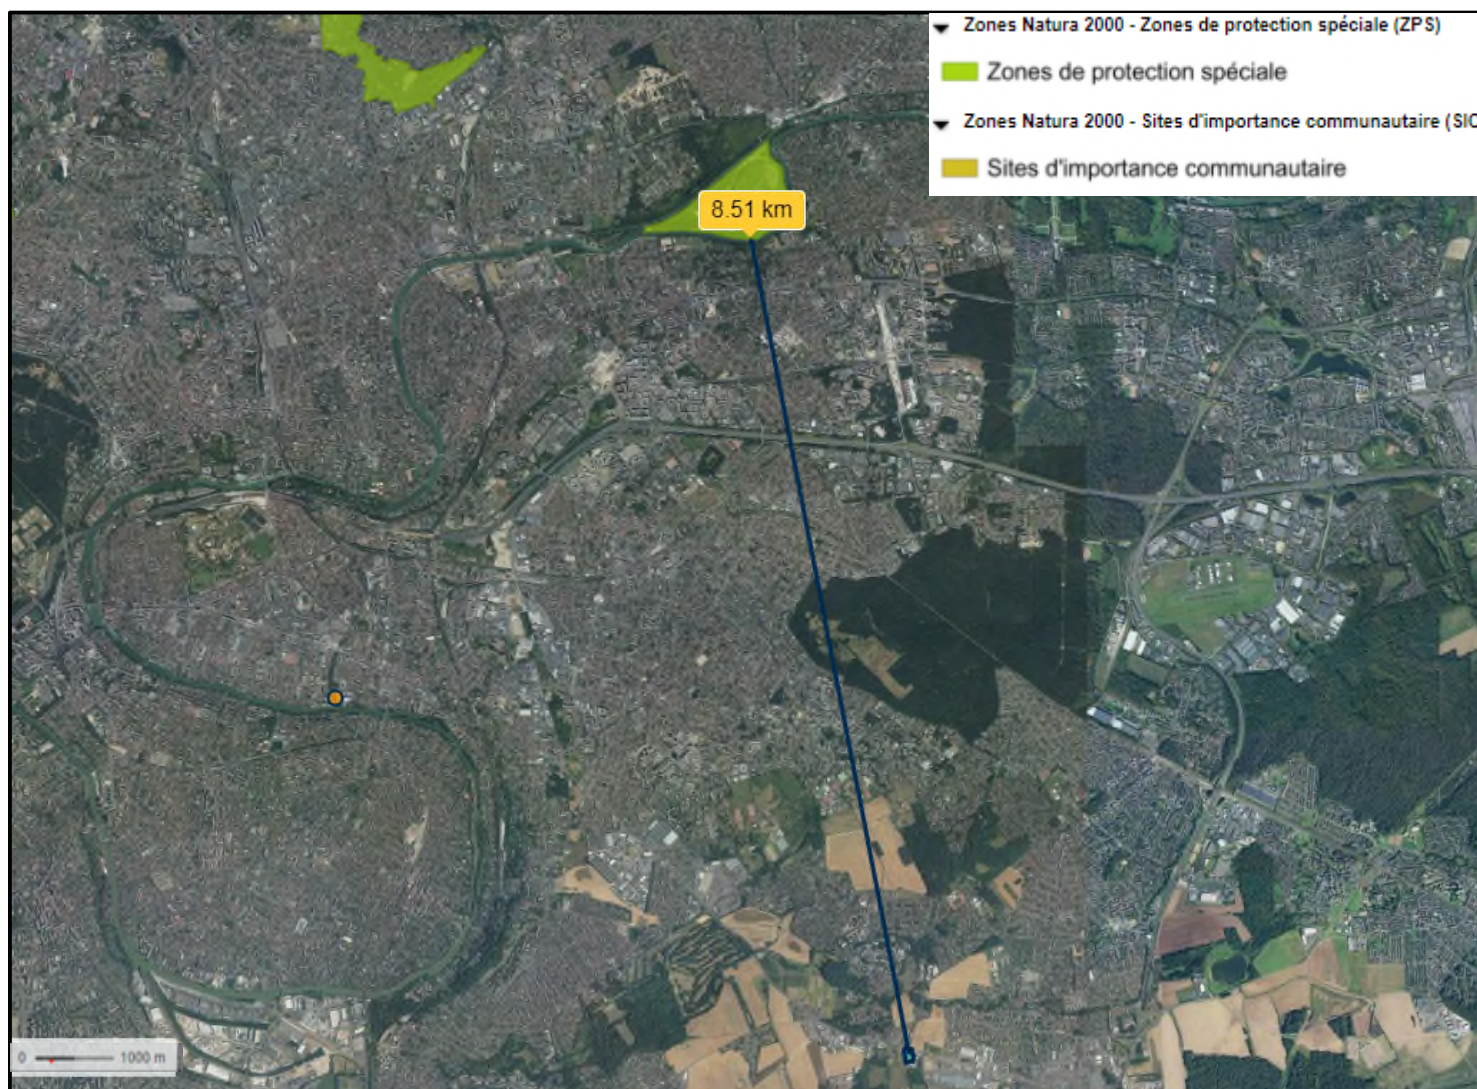 Zones Natura 2000 - Zones de protection spéciale (ZPS)
Zones de protection spéciale
Zones Natura 2000 - Sites d'importance communautaire (SIC
Sites d'importance communautaire
8.51 km
0 1000 m